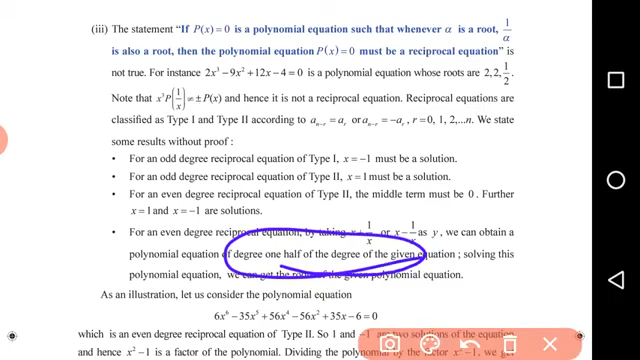 (iii) The statement “If P(x) = 0 is a polynomial equation such that whenever α is a root, 1/α
is also a root, then the polynomial equation P(x) = 0 must be a reciprocal equation” is
not true. For instance 2x³ − 9x² + 12x − 4 = 0 is a polynomial equation whose roots are 2, 2, 1/2.
Note that x³P(1/x) ≠ ±P(x) and hence it is not a reciprocal equation. Reciprocal equations are
classified as Type I and Type II according to aₙ₋ᵣ = aᵣ or aₙ₋ᵣ = −aᵣ, r = 0, 1, 2,...n. We state
some results without proof :
• For an odd degree reciprocal equation of Type I, x = −1 must be a solution.
• For an odd degree reciprocal equation of Type II, x = 1 must be a solution.
• For an even degree reciprocal equation of Type II, the middle term must be 0. Further
x = 1 and x = −1 are solutions.
• For an even degree reciprocal equation, by taking x + 1/x or x − 1/x as y, we can obtain a
polynomial equation of degree one half of the degree of the given equation ; solving this
polynomial equation, we can get the roots of the given polynomial equation.
As an illustration, let us consider the polynomial equation
6x⁶ − 35x⁵ + 56x⁴ − 56x² + 35x − 6 = 0
which is an even degree reciprocal equation of Type II. So 1 and −1 are two solutions of the equation
and hence x² − 1 is a factor of the polynomial. Dividing the polynomial by the factor x² − 1, we get